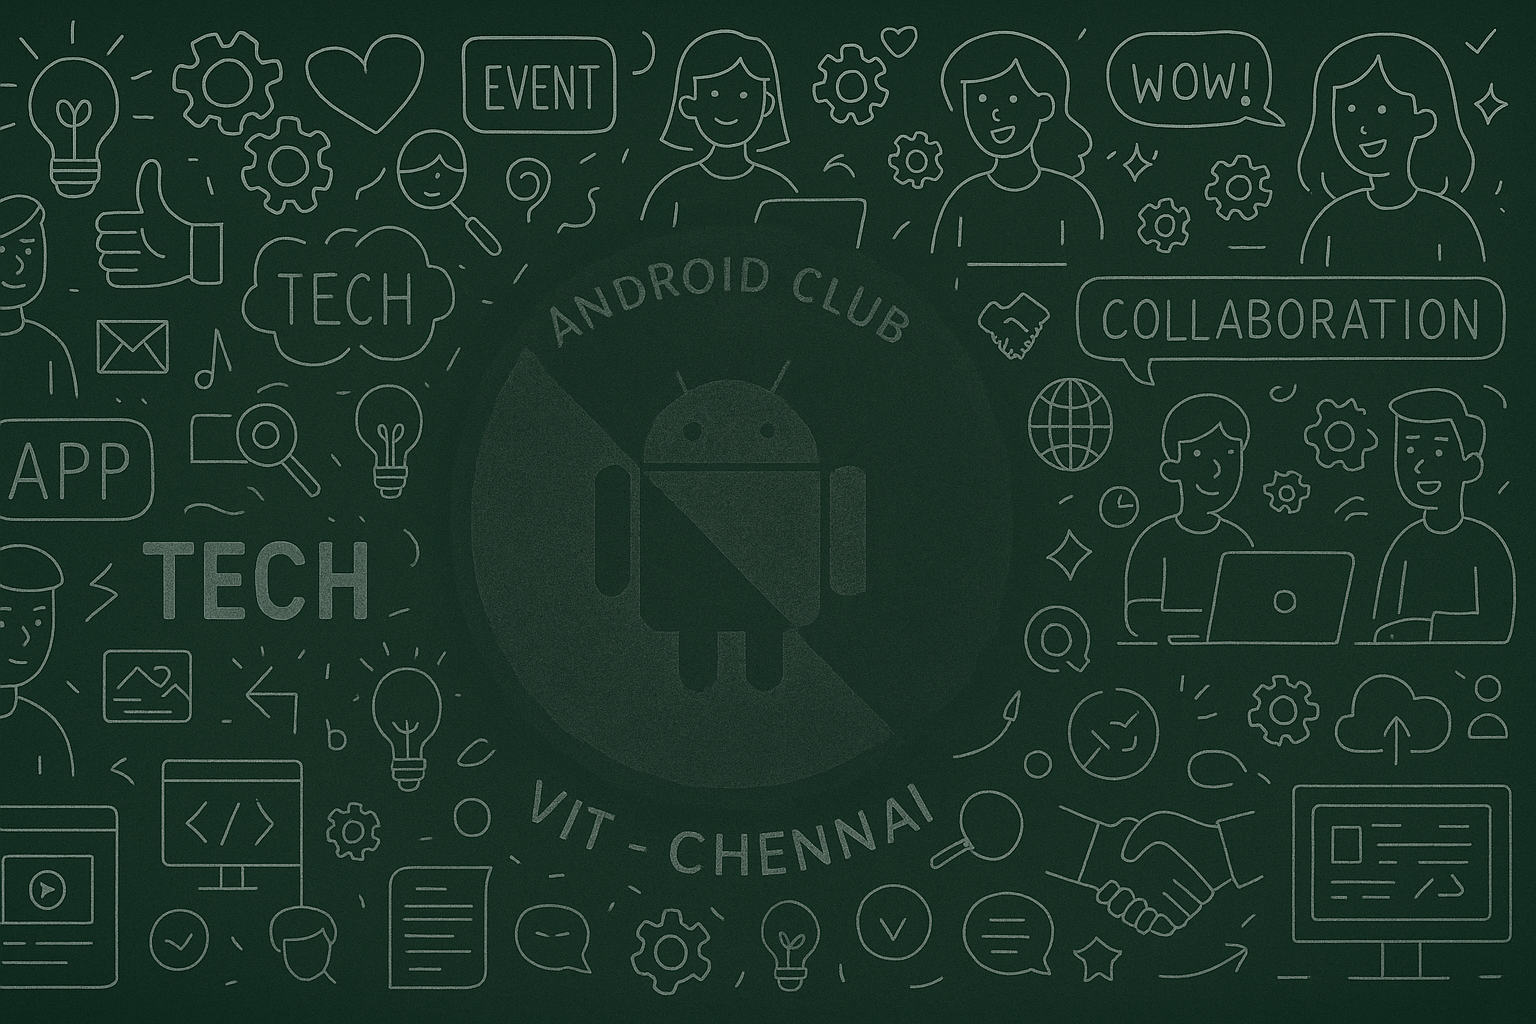 EVENT
WOW!
TECH
ANDROID CLUB
COLLABORATION
APP
TECH
</>
VIT - CHENNAI